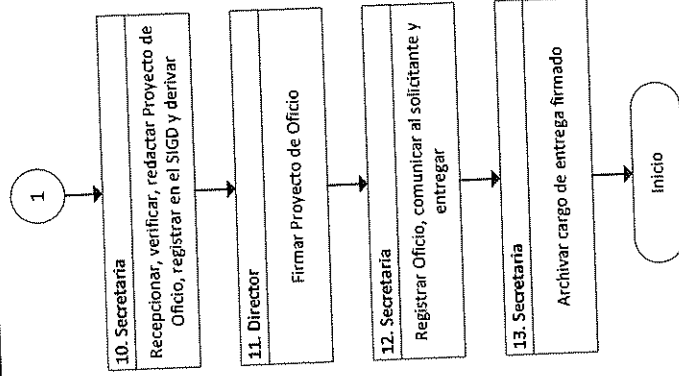 1
10. Secretaria
Recepcionar, verificar, redactar Proyecto de
Oficio, registrar en el SIGD y derivar
11. Director
Firmar Proyecto de Oficio
12. Secretaria
Registrar Oficio, comunicar al solicitante y
entregar
13. Secretaria
Archivar cargo de entrega firmado
Inicio